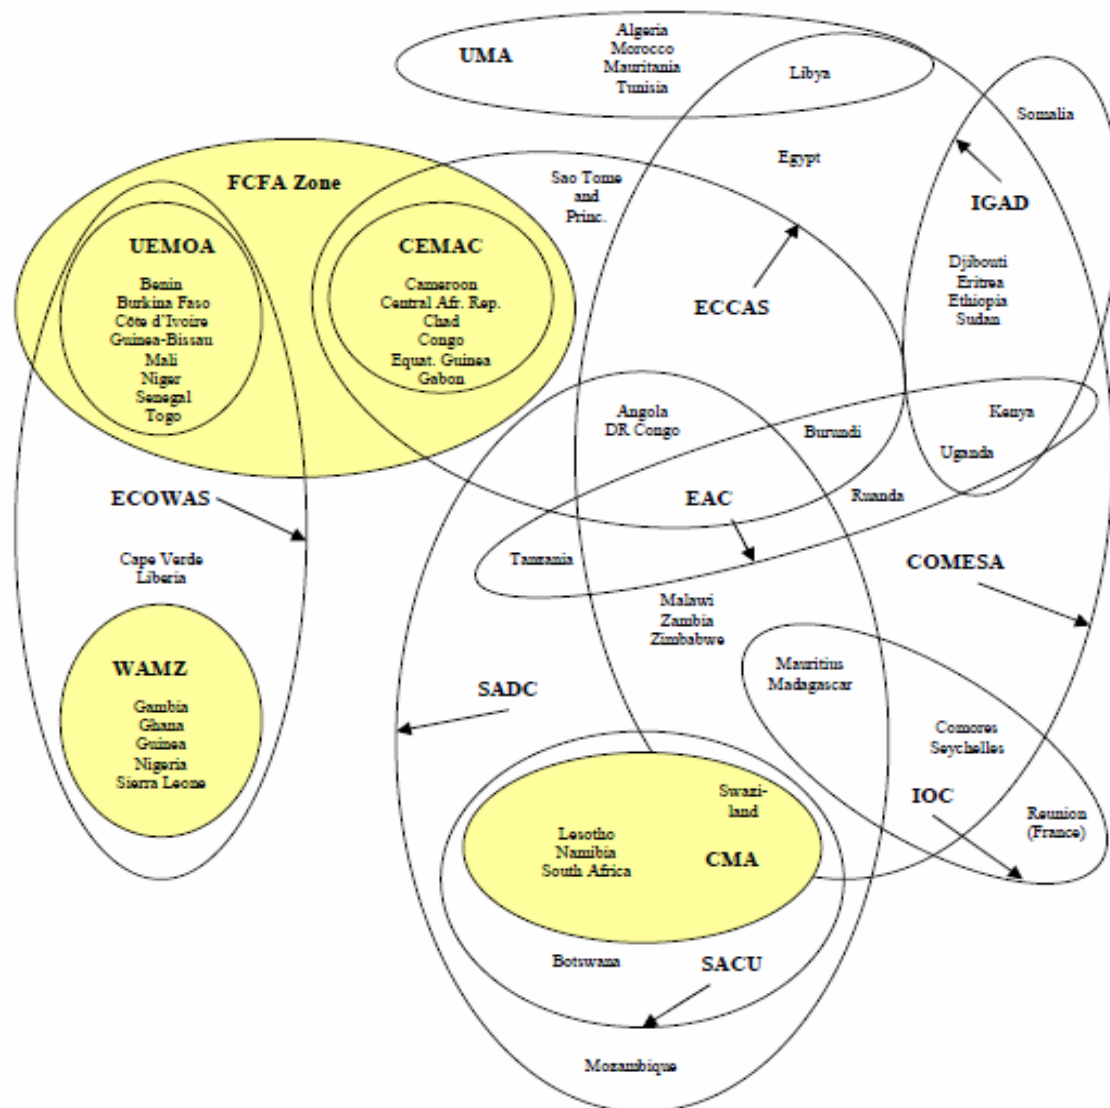 UMA
Algeria
Morocco
Mauritania
Tunisia
Libya
Somalia
Egypt
FCFA Zone
Sao Tome
and
Princ.
IGAD
UEMOA
Benin
Burkina Faso
Côte d'Ivoire
Guinea-Bissau
Mali
Niger
Senegal
Togo
CEMAC
Cameroon
Central Afr. Rep.
Chad
Congo
Equat. Guinea
Gabon
ECCAS
Djibouti
Eritrea
Ethiopia
Sudan
Angola
DR Congo
Burundi
Kenya
Uganda
ECOWAS
EAC
Ruanda
Cape Verde
Liberia
Tanzania
COMESA
Malawi
Zambia
Zimbabwe
WAMZ
Gambia
Ghana
Guinea
Nigeria
Sierra Leone
SADC
Mauritius
Madagascar
Comores
Seychelles
IOC
Reunion
(France)
Swazi-
land
Lesotho
Namibia
South Africa
CMA
Botswana
SACU
Mozambique